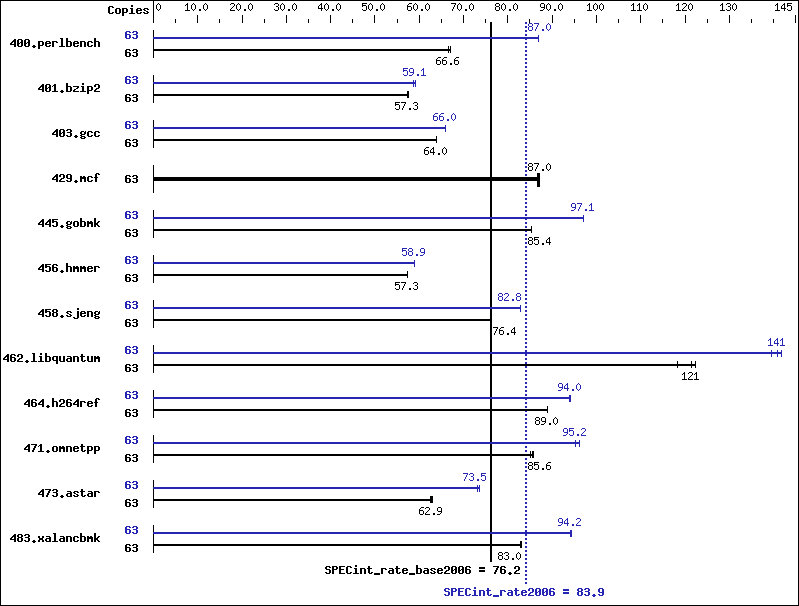 Copies 0 10.0 20.0 30.0 40.0 50.0 60.0 70.0 80.0 90.0 100 110 120 130 145
400.perlbench 63 87.0
63 66.6
401.bzip2 63 59.1
63 57.3
403.gcc 63 66.0
63 64.0
429.mcf 63 87.0
445.gobmk 63 97.1
63 85.4
456.hmmer 63 58.9
63 57.3
458.sjeng 63 82.8
63 76.4
462.libquantum 63 141
63 121
464.h264ref 63 94.0
63 89.0
471.omnetpp 63 95.2
63 85.6
473.astar 63 73.5
63 62.9
483.xalancbmk 63 94.2
63 83.0
SPECint_rate_base2006 = 76.2
SPECint_rate2006 = 83.9